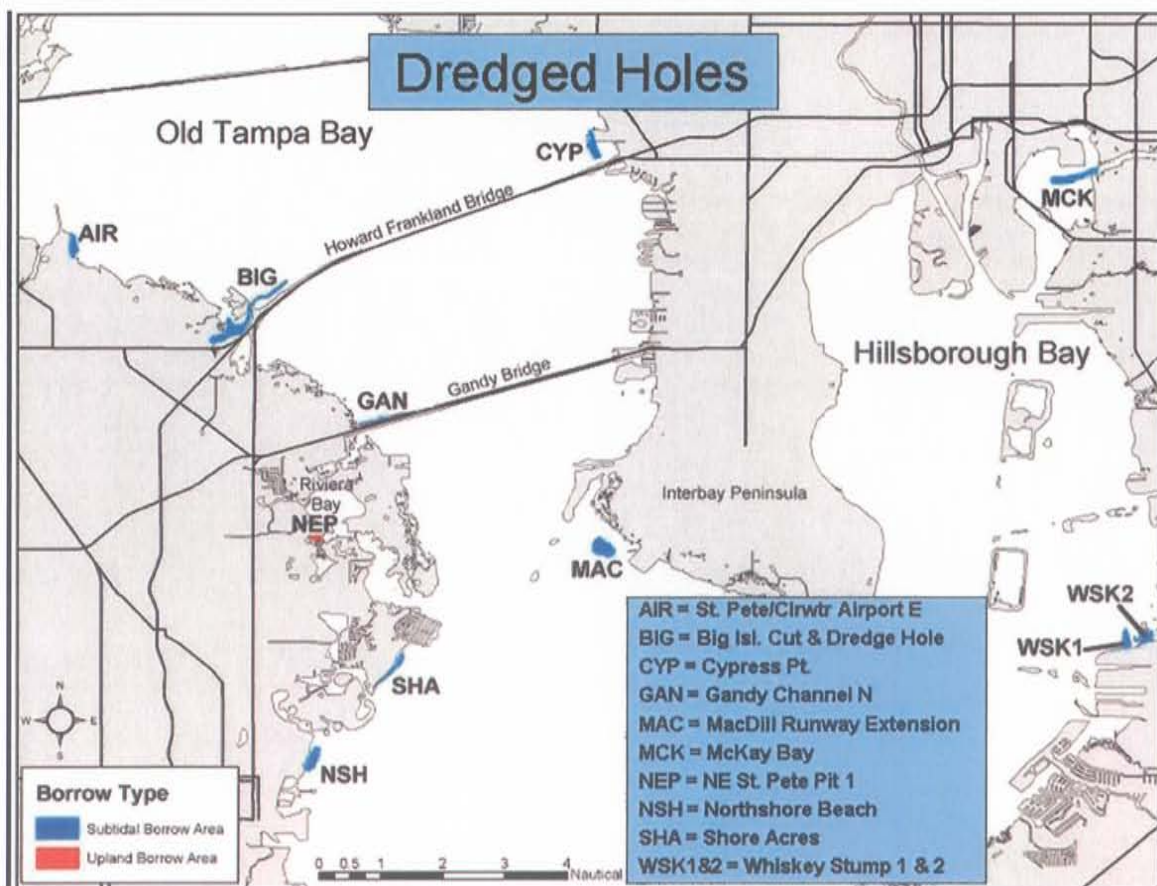 Dredged Holes
Old Tampa Bay
CYP
MCK
Howard Frankland Bridge
AIR
BIG
Hillsborough Bay
Gandy Bridge
GAN
Riviera
Bay
Interbay Peninsula
NEP
MAC
WSK2
WSK1
SHA
NSH
AIR = St. Pete/Clrwtr Airport E
BIG = Big Isl. Cut & Dredge Hole
CYP = Cypress Pt.
GAN = Gandy Channel N
MAC = MacDill Runway Extension
MCK = McKay Bay
NEP = NE St. Pete Pit 1
NSH = Northshore Beach
SHA = Shore Acres
WSK1&2 = Whiskey Stump 1 & 2
N
W E
S
Borrow Type
Subtidal Borrow Area
Upland Borrow Area
0 0.5 1 2 3 4
Nautical